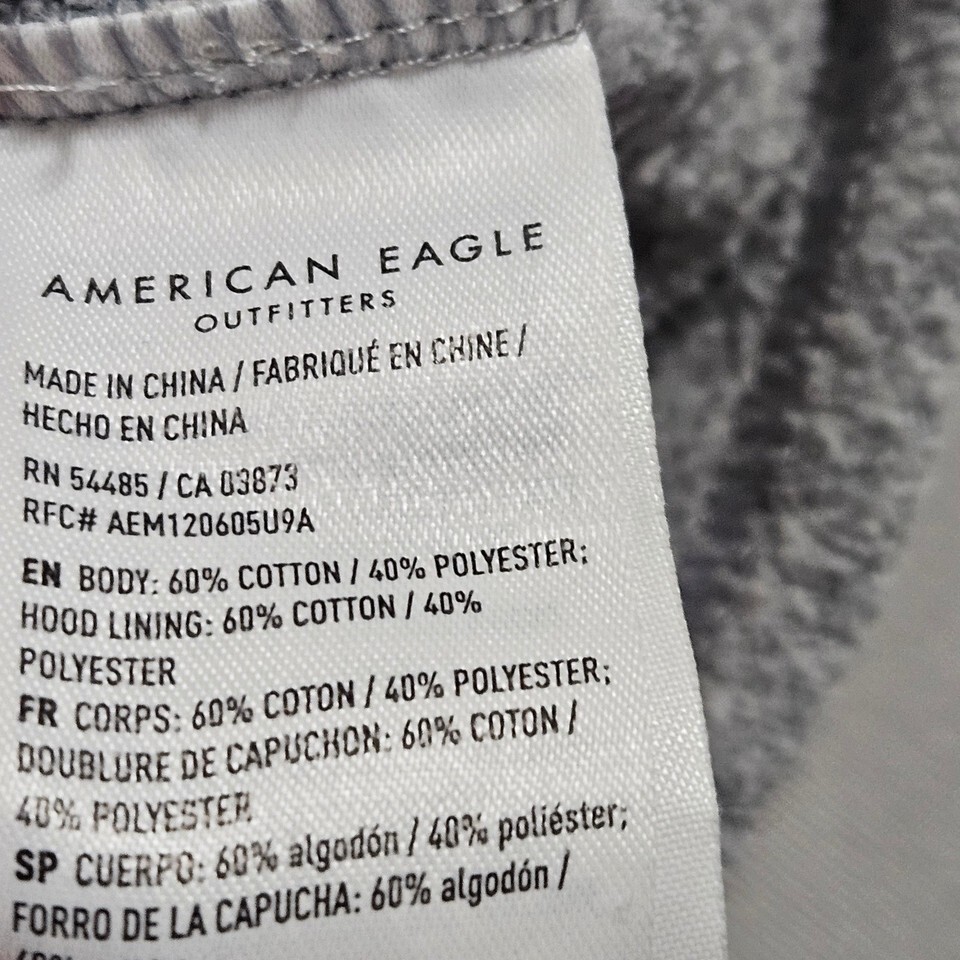 AMERICAN EAGLE
OUTFITTERS
MADE IN CHINA / FABRIQUÉ EN CHINE /
HECHO EN CHINA
RN 54485 / CA 03873
RFC# AEM120605U9A
EN BODY: 60% COTTON / 40% POLYESTER;
HOOD LINING: 60% COTTON / 40%
POLYESTER
FR CORPS: 60% COTON / 40% POLYESTER;
DOUBLURE DE CAPUCHON: 60% COTON /
40% POLYESTER
SP CUERPO: 60% algodón / 40% poliéster;
FORRO DE LA CAPUCHA: 60% algodón /